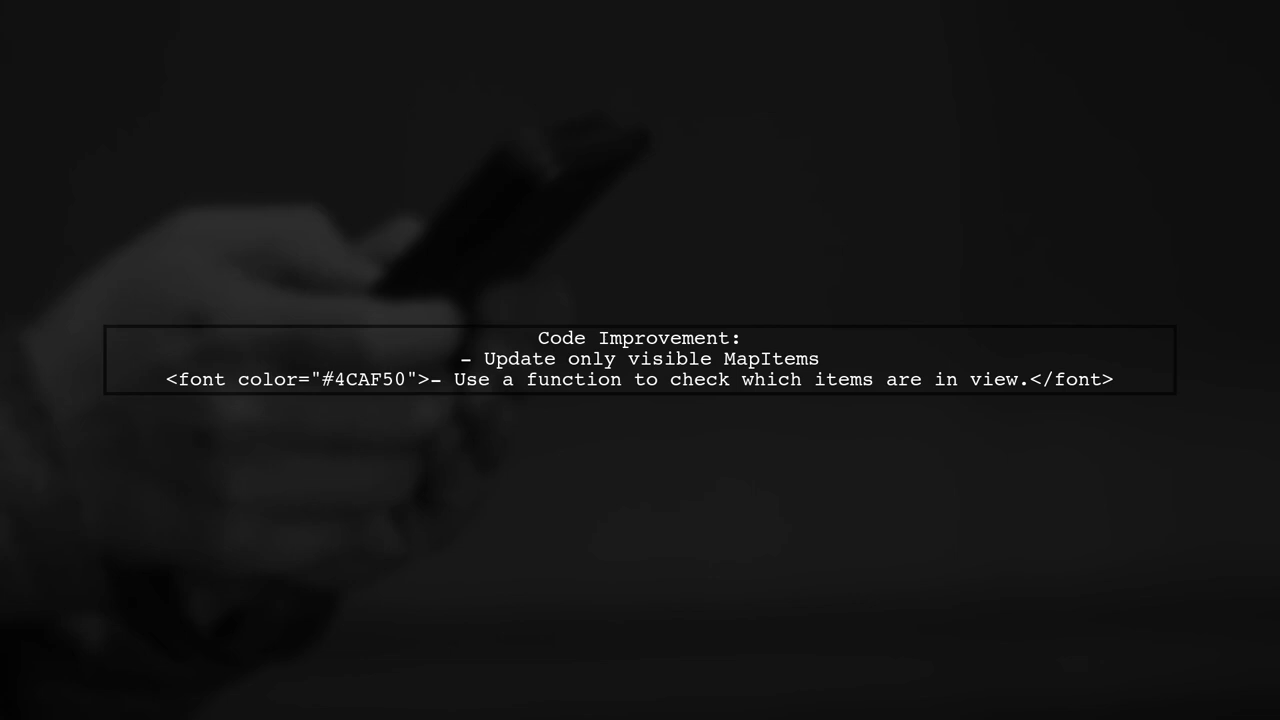 Code Improvement:
- Update only visible MapItems
<font color="#4CAF50">- Use a function to check which items are in view.</font>